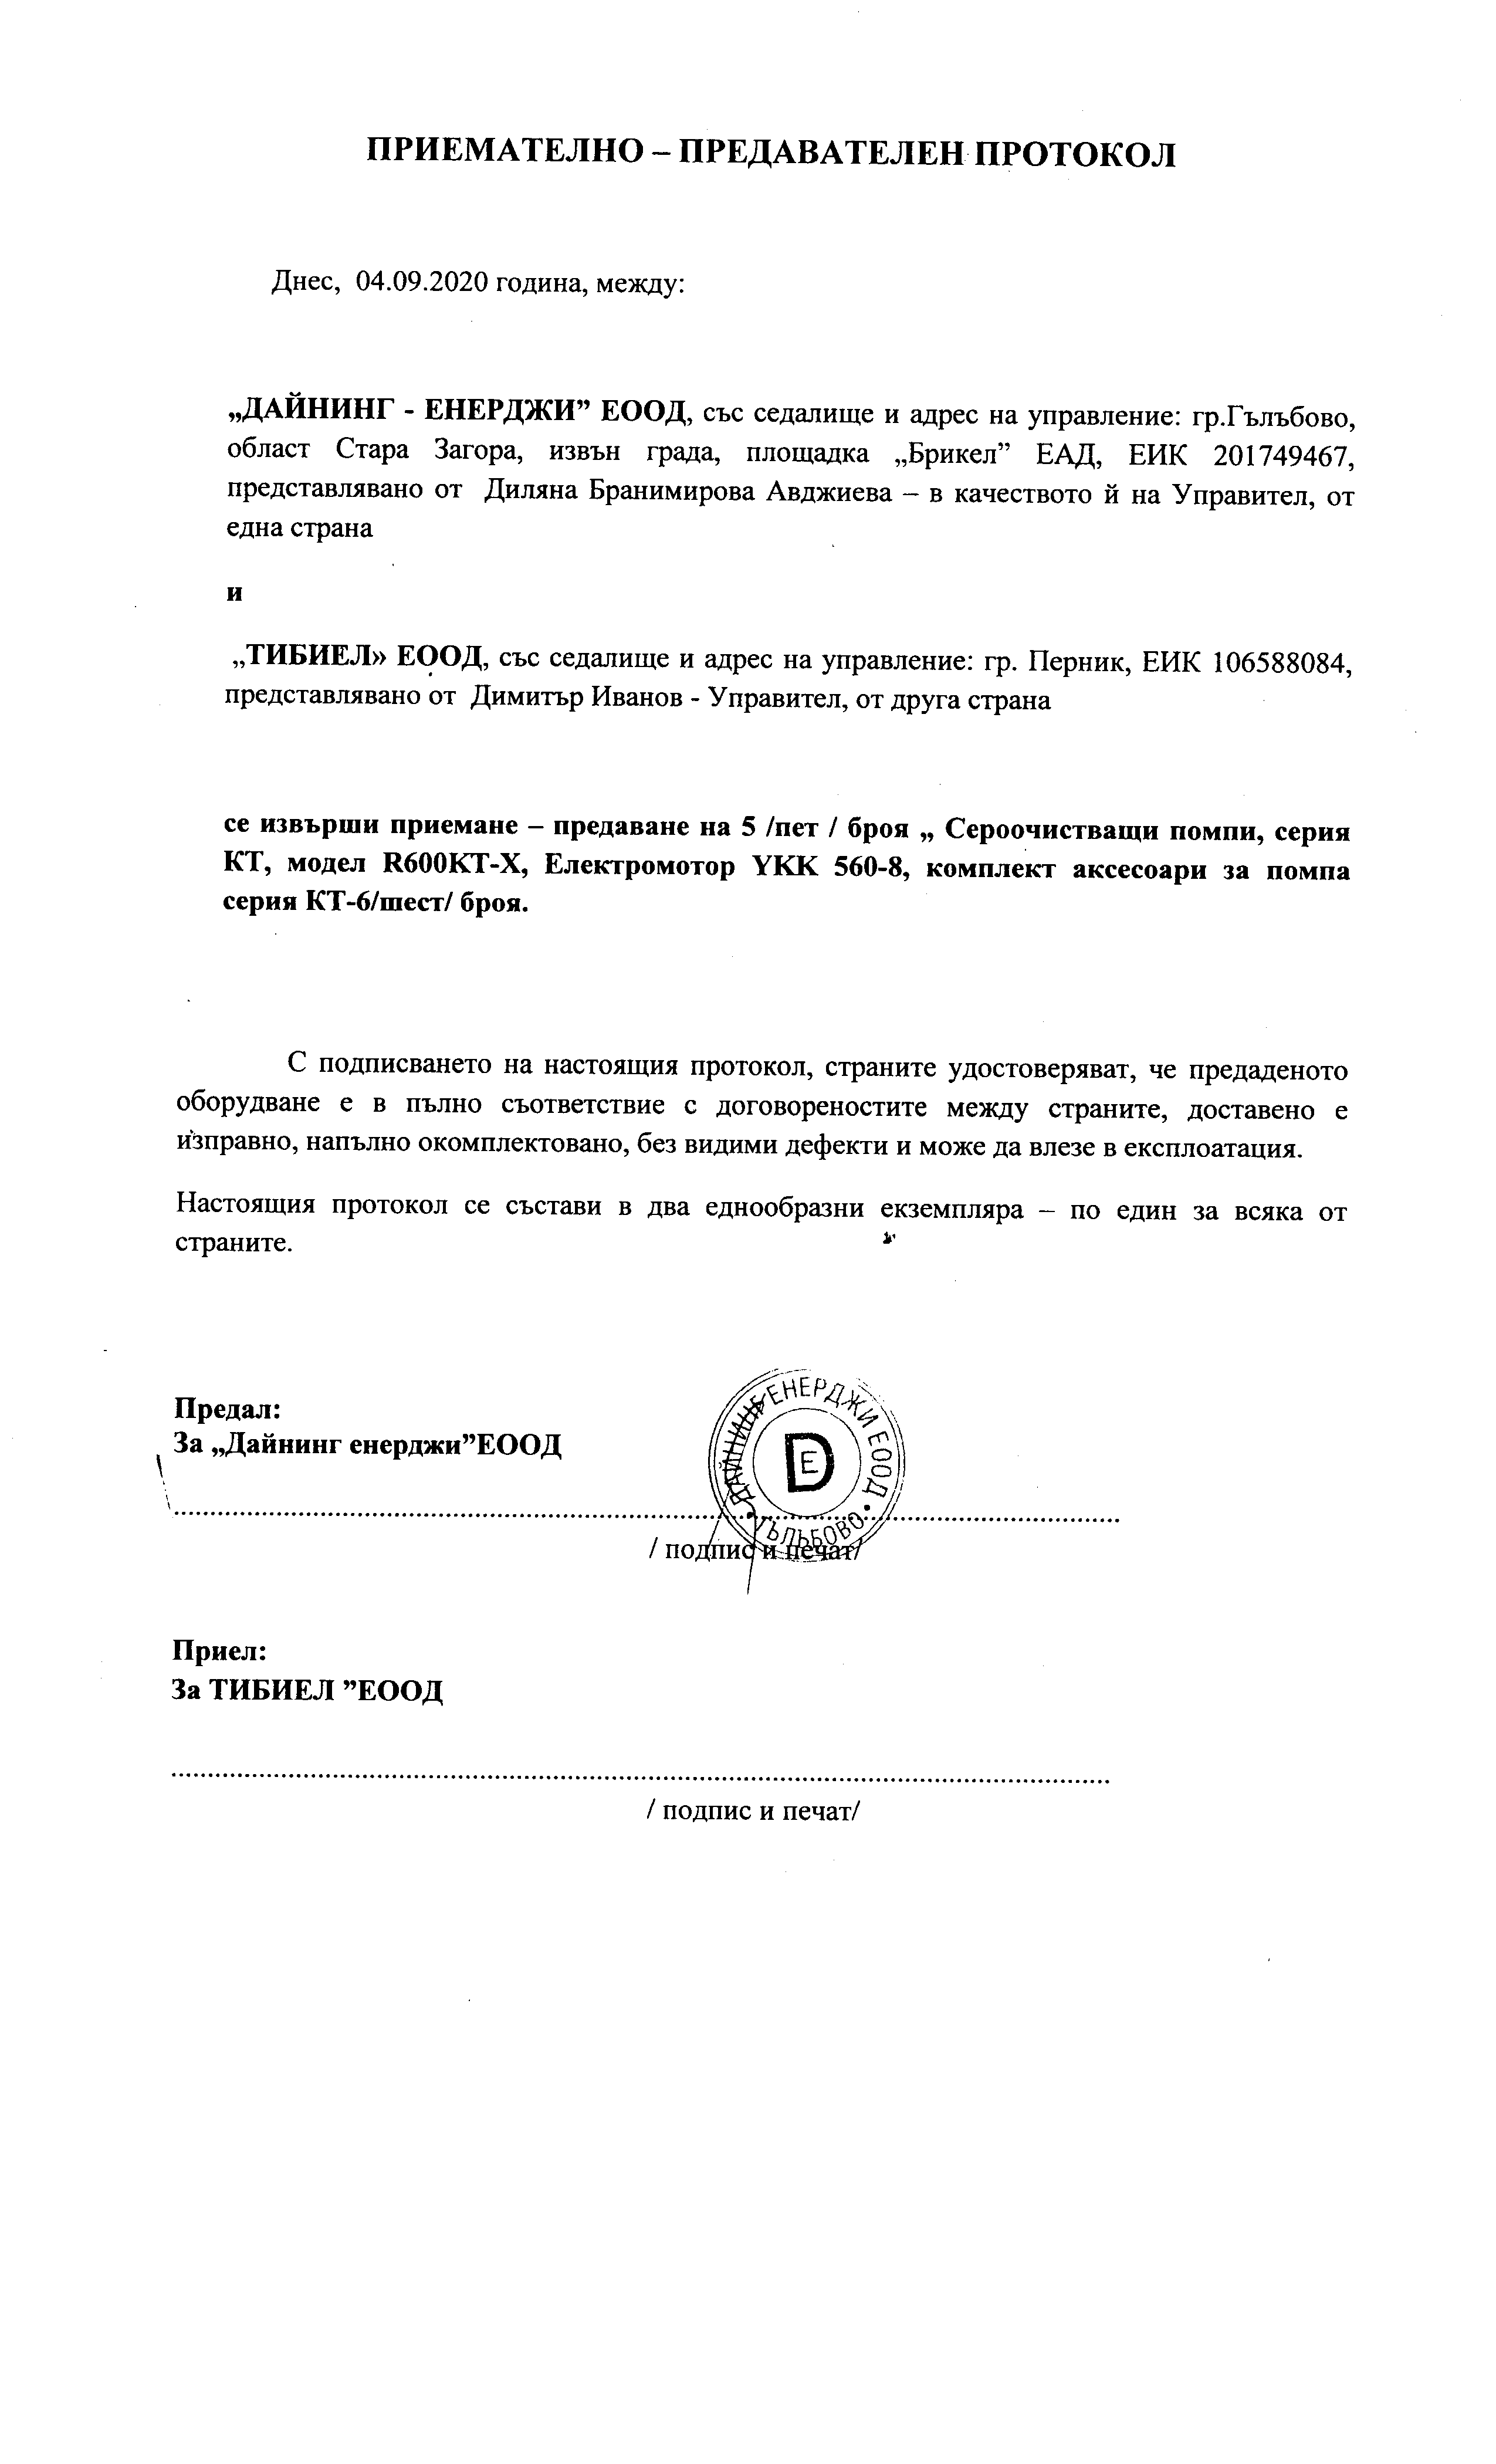 ПРИЕМАТЕЛНО – ПРЕДАВАТЕЛЕН ПРОТОКОЛ
Днес, 04.09.2020 година, между:
„ДАЙНИНГ - ЕНЕРДЖИ” ЕООД, със седалище и адрес на управление: гр.Гълъбово,
област Стара Загора, извън града, площадка „Брикел” ЕАД, ЕИК 201749467,
представлявано от Диляна Бранимирова Авджиева – в качеството й на Управител, от
една страна
и
„ТИБИЕЛ» ЕООД, със седалище и адрес на управление: гр. Перник, ЕИК 106588084,
представлявано от Димитър Иванов - Управител, от друга страна
се извърши приемане – предаване на 5 /пет / броя „ Сероочистващи помпи, серия
КТ, модел R600KT-X, Електромотор YKK 560-8, комплект аксесоари за помпа
серия КТ-6/шест/ броя.
С подписването на настоящия протокол, страните удостоверяват, че предаденото
оборудване е в пълно съответствие с договореностите между страните, доставено е
изправно, напълно окомплектовано, без видими дефекти и може да влезе в експлоатация.
Настоящия протокол се състави в два еднообразни екземпляра – по един за всяка от
страните.
Предал:
За „Дайнинг енерджи”ЕООД
ДАЙНИНГ ЕНЕРДЖИ ЕООД
DE
• ГЪЛЪБОВО •
/ подпис и печат/
Приел:
За ТИБИЕЛ ”ЕООД
/ подпис и печат/